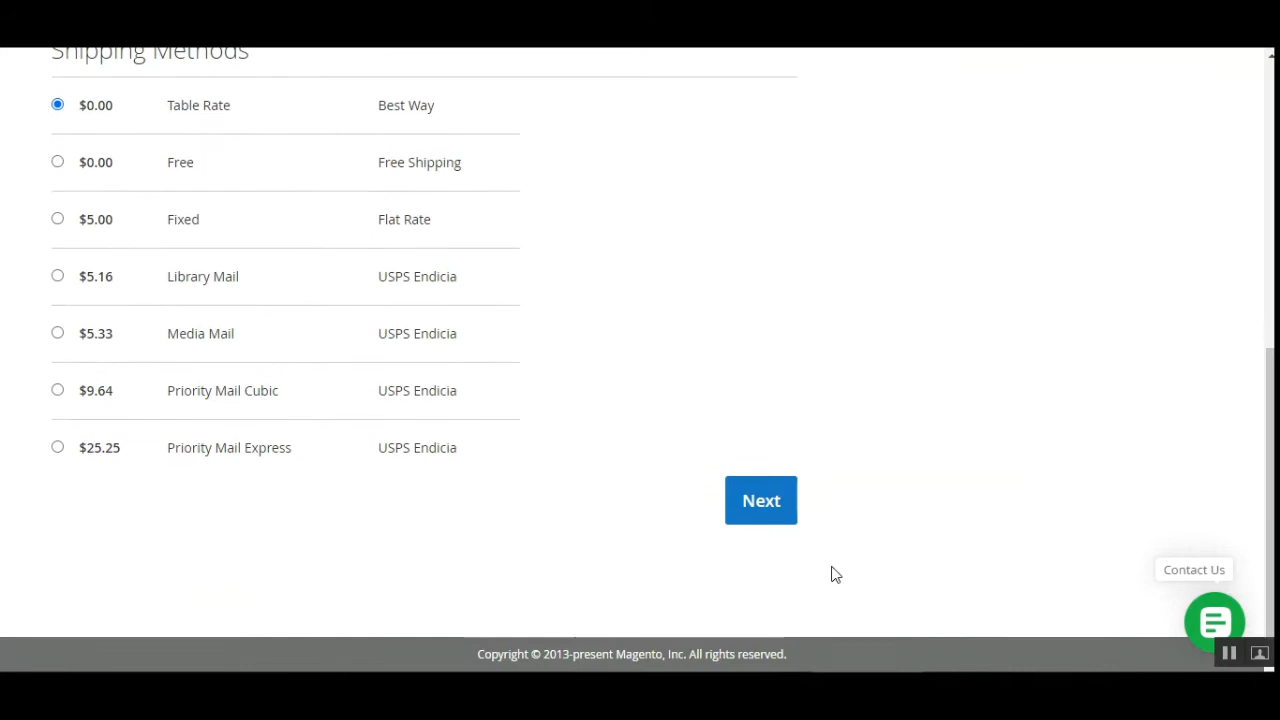 Shipping Methods
$0.00 Table Rate Best Way
$0.00 Free Free Shipping
$5.00 Fixed Flat Rate
$5.16 Library Mail USPS Endicia
$5.33 Media Mail USPS Endicia
$9.64 Priority Mail Cubic USPS Endicia
$25.25 Priority Mail Express USPS Endicia
Next
Contact Us
Copyright © 2013-present Magento, Inc. All rights reserved.